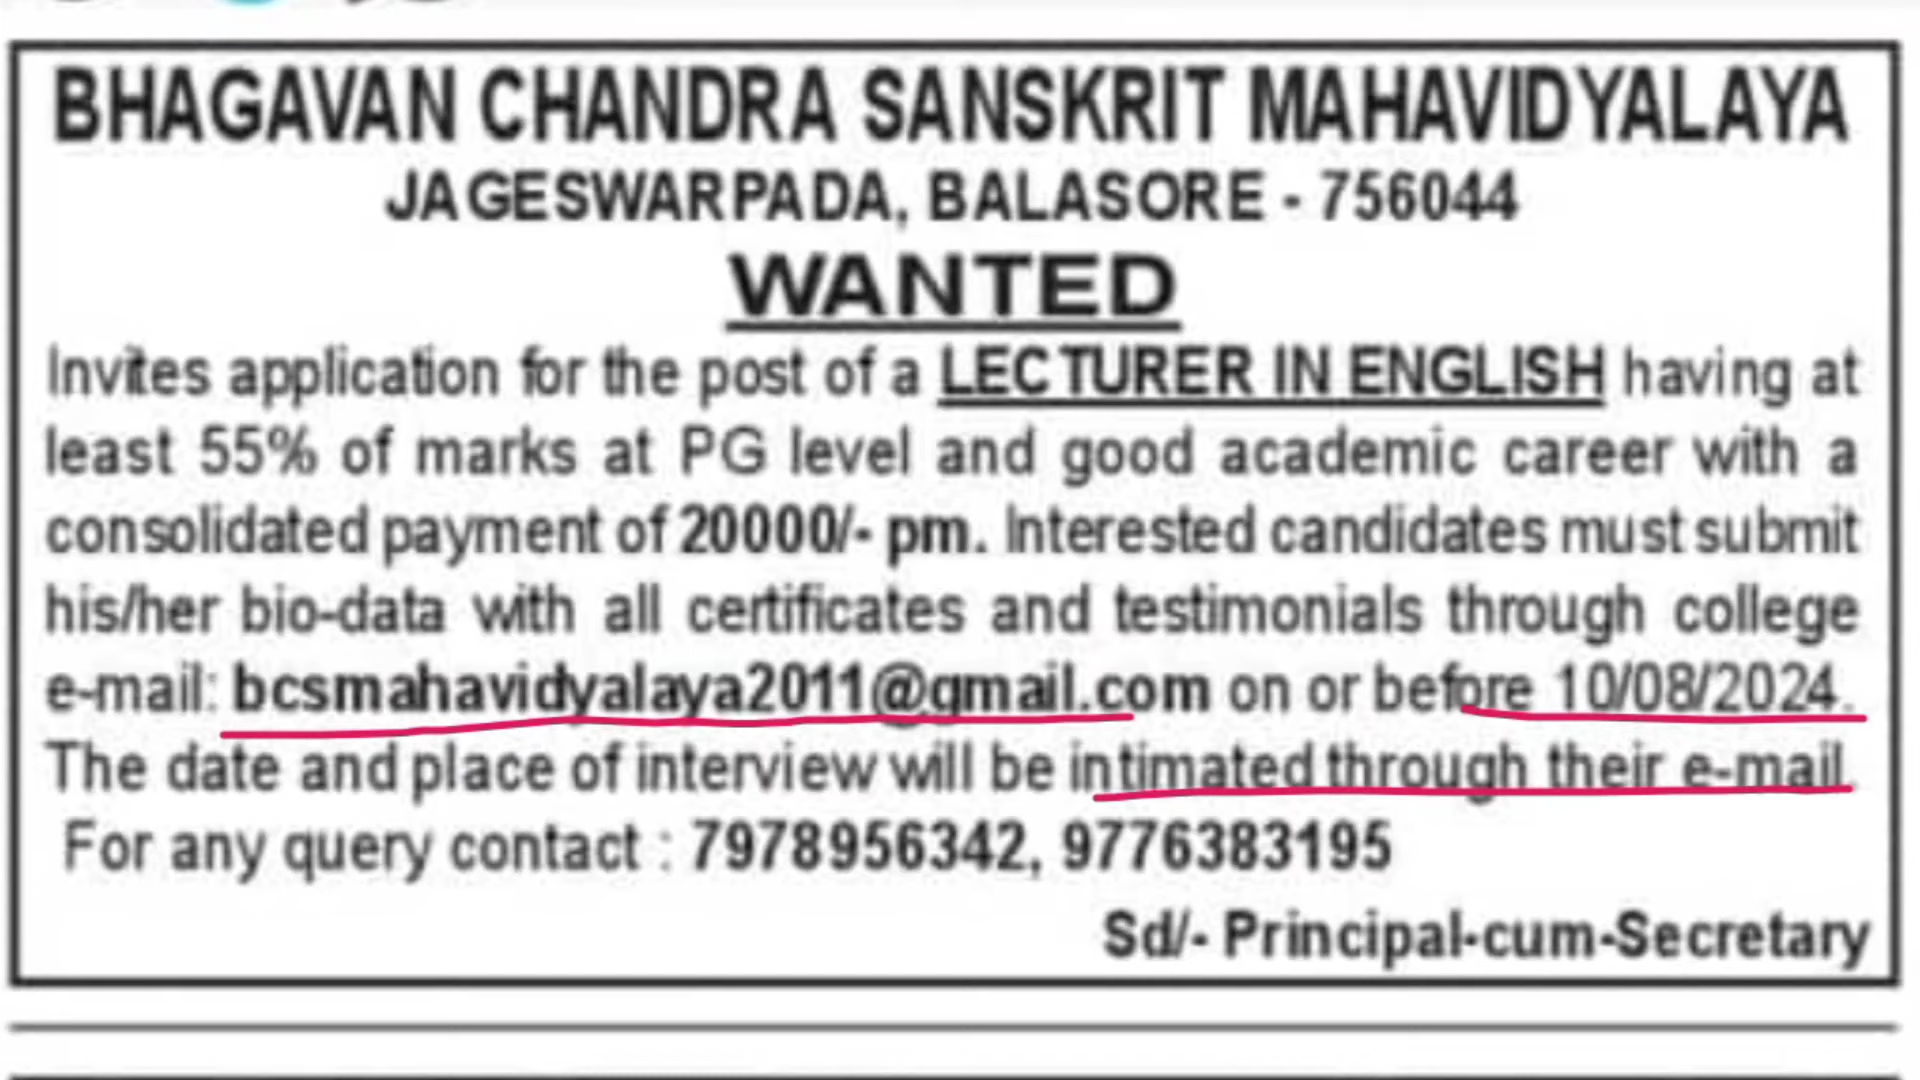 BHAGAVAN CHANDRA SANSKRIT MAHAVIDYALAYA
JAGESWARPADA, BALASORE - 756044
WANTED
Invites application for the post of a LECTURER IN ENGLISH having at
least 55% of marks at PG level and good academic career with a
consolidated payment of 20000/- pm. Interested candidates must submit
his/her bio-data with all certificates and testimonials through college
e-mail: bcsmahavidyalaya2011@gmail.com on or before 10/08/2024.
The date and place of interview will be intimated through their e-mail.
For any query contact : 7978956342, 9776383195
Sd/- Principal-cum-Secretary